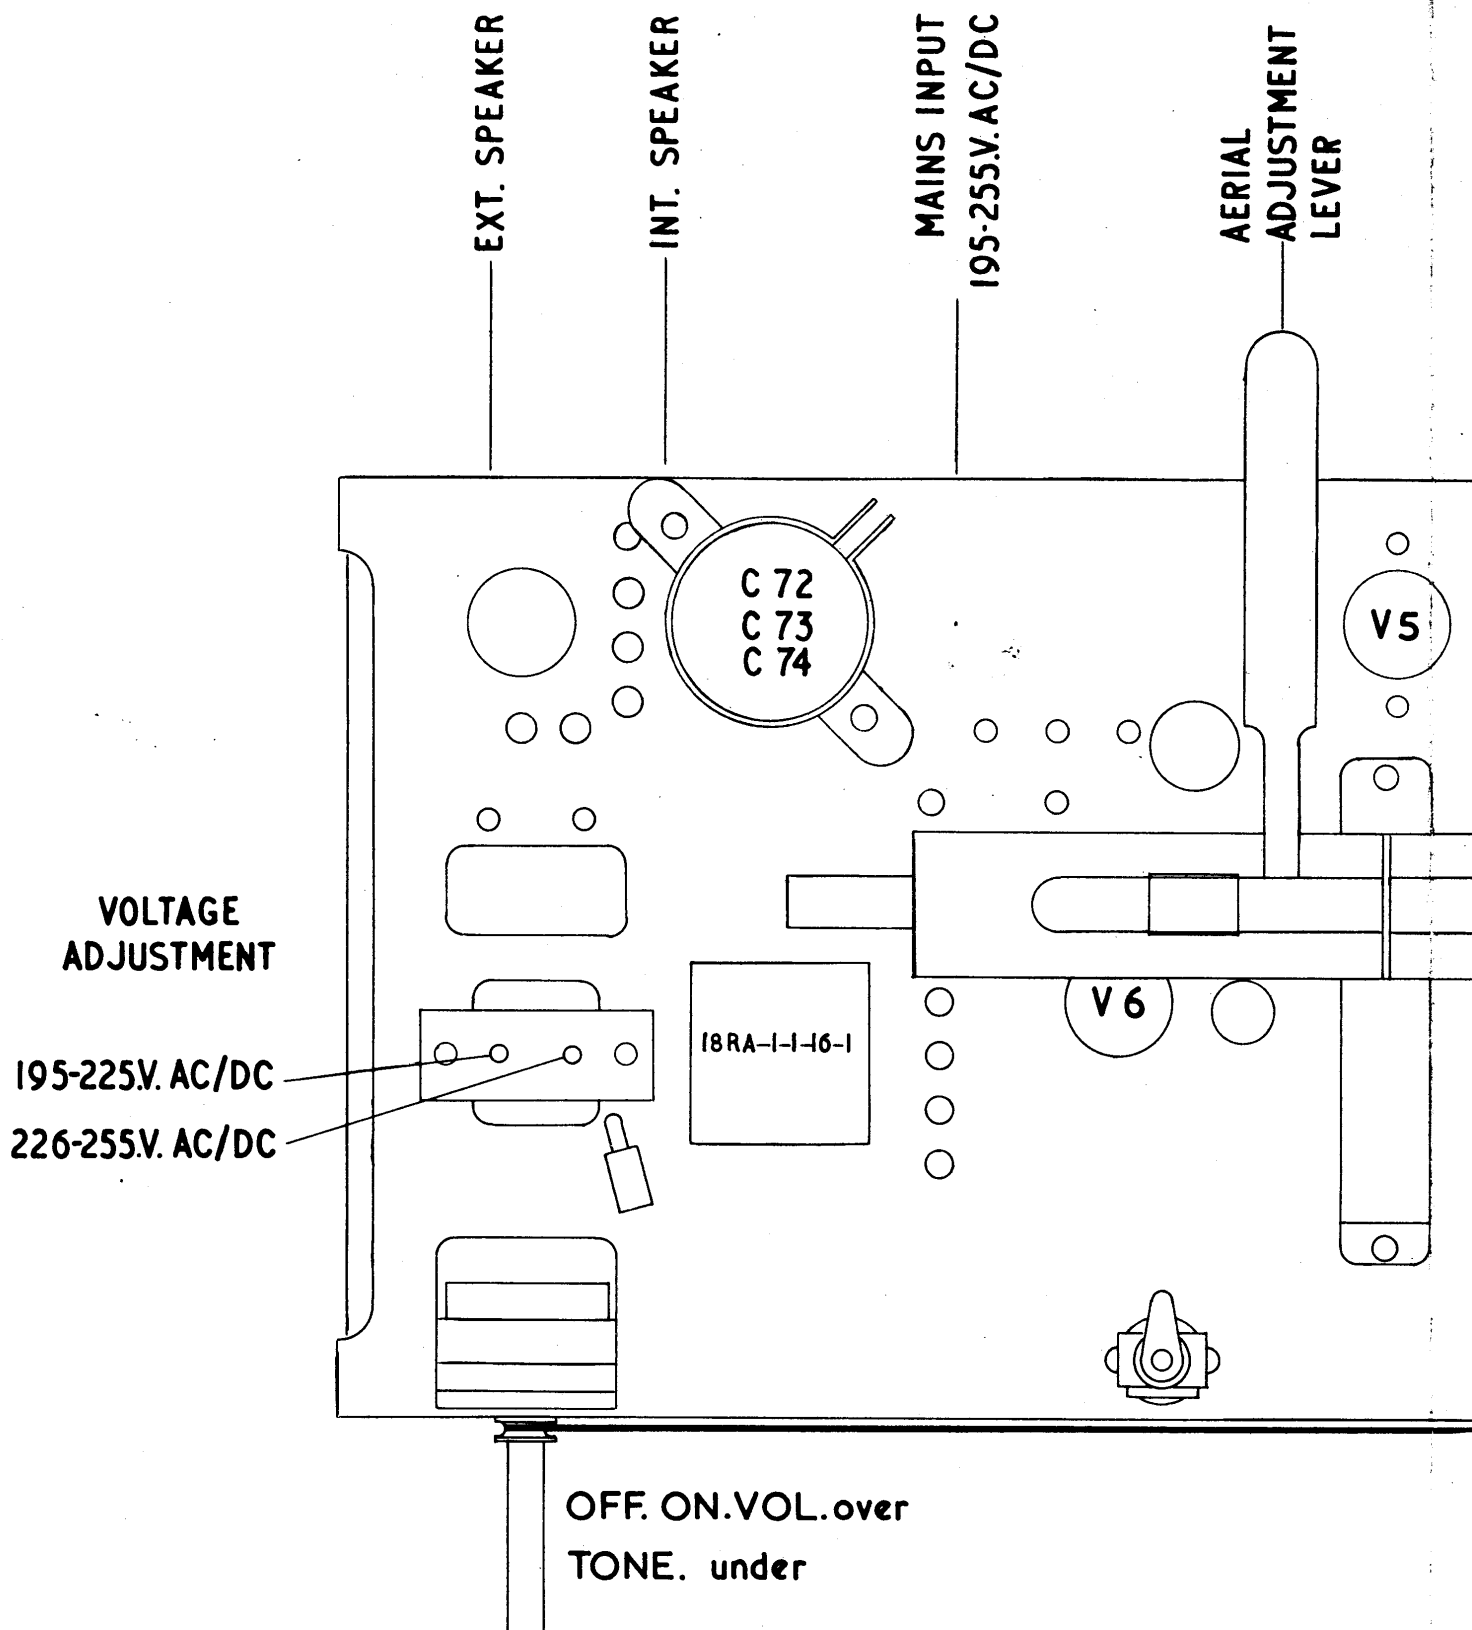 EXT. SPEAKER
INT. SPEAKER
MAINS INPUT
195-255.V. AC/DC
AERIAL
ADJUSTMENT
LEVER
C 72
C 73
C 74
V5
VOLTAGE
ADJUSTMENT
195-225.V. AC/DC
226-255.V. AC/DC
18RA-1-1-16-1
V6
OFF. ON. VOL. over
TONE. under